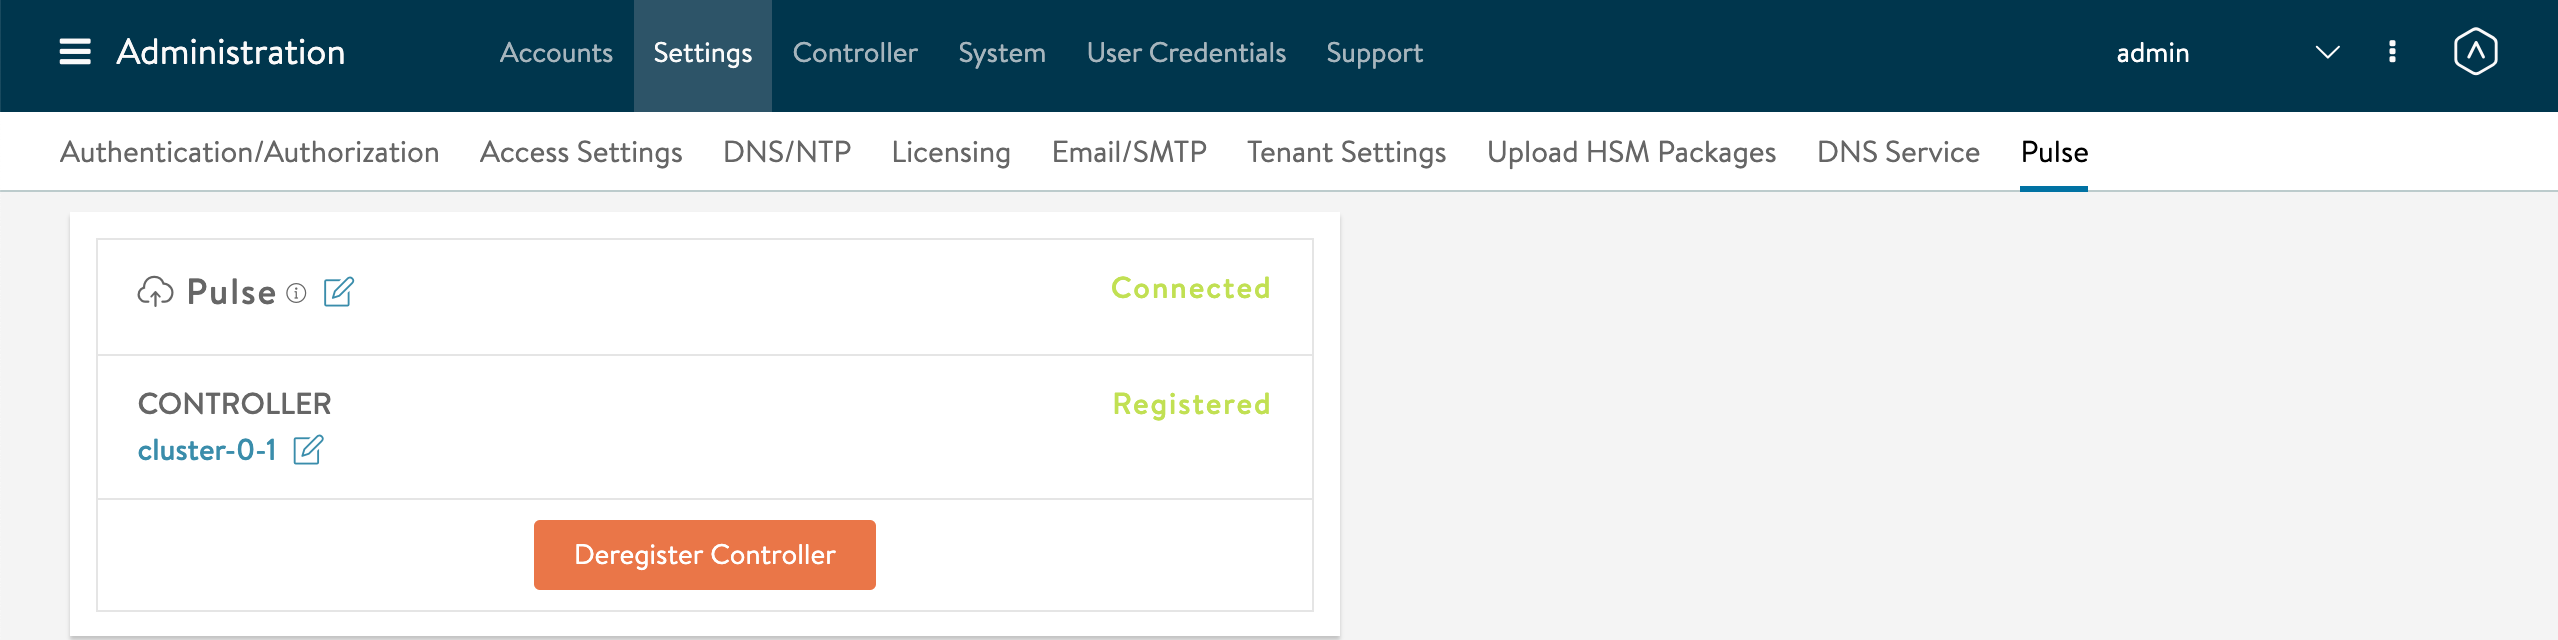 Administration Accounts Settings Controller System User Credentials Support admin
Authentication/Authorization Access Settings DNS/NTP Licensing Email/SMTP Tenant Settings Upload HSM Packages DNS Service Pulse
Pulse Connected
CONTROLLER Registered
cluster-0-1
Deregister Controller